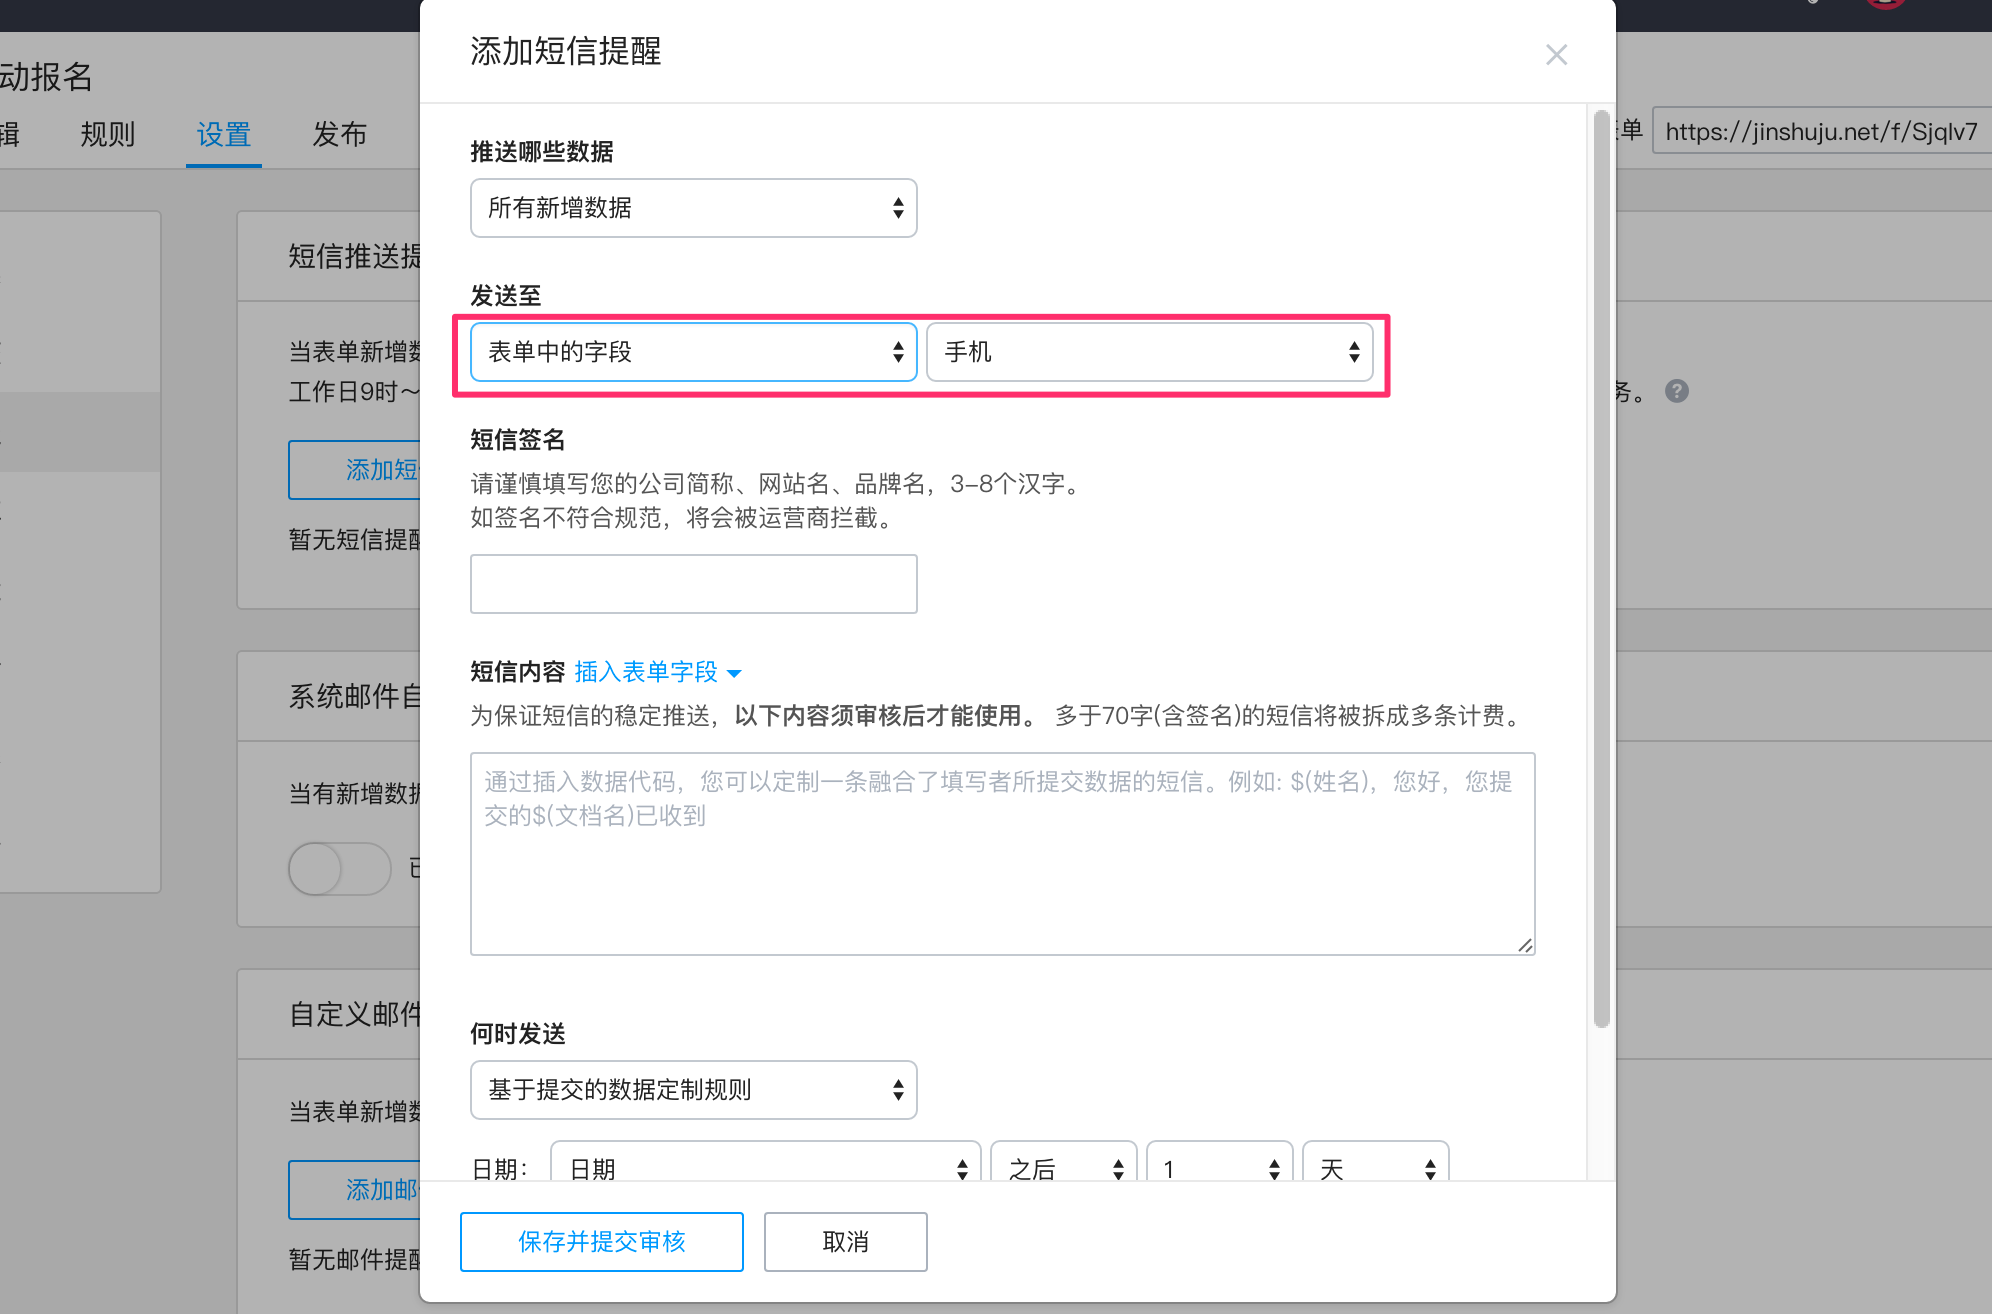 添加短信提醒
动报名
辑 规则 设置 发布
单 https://jinshuju.net/f/Sjqlv7
推送哪些数据
所有新增数据
短信推送提
发送至
表单中的字段 手机
当表单新增数
工作日9时～
务。
添加短
暂无短信提醒
短信签名
请谨慎填写您的公司简称、网站名、品牌名，3-8个汉字。
如签名不符合规范，将会被运营商拦截。
短信内容 插入表单字段
为保证短信的稳定推送，以下内容须审核后才能使用。 多于70字(含签名)的短信将被拆成多条计费。
通过插入数据代码，您可以定制一条融合了填写者所提交数据的短信。例如: $(姓名)，您好，您提
交的$(文档名)已收到
系统邮件自
当有新增数据
自定义邮件
当表单新增数
添加邮
暂无邮件提醒
何时发送
基于提交的数据定制规则
日期： 日期 之后 1 天
保存并提交审核 取消